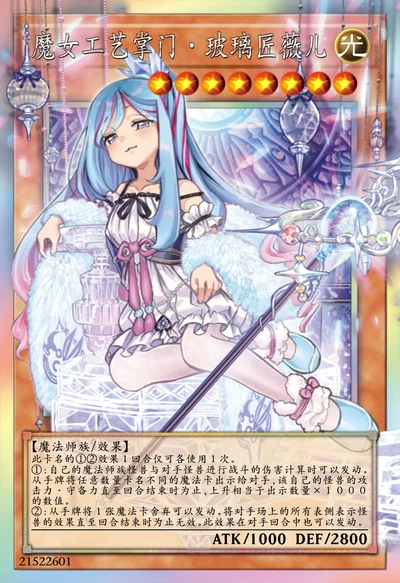 魔女工艺掌门·玻璃匠薇儿
光
【魔法师族/效果】
此卡名的①②效果1回合仅可各使用1次。
①:自己的魔法师族怪兽与对手怪兽进行战斗的伤害计算时可以发动。
从手牌将任意数量卡名不同的魔法卡出示给对手,该自己的怪兽的攻
击力·守备力直至回合结束时为止,上升相当于出示数量×1000
的数值。
②:从手牌将1张魔法卡舍弃可以发动。将对手场上的所有表侧表示怪
兽的效果直至回合结束时为止无效。此效果在对手回合中也可以发动。
ATK/1000 DEF/2800
21522601